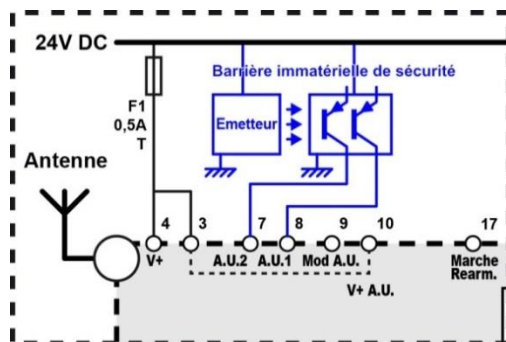 24V DC
Barrière immatérielle de sécurité
F1
0,5A
T
Emetteur
Antenne
4 3 7 8 9 10 17
V+ A.U.2 A.U.1 Mod A.U. Marche
Rearm.
V+ A.U.